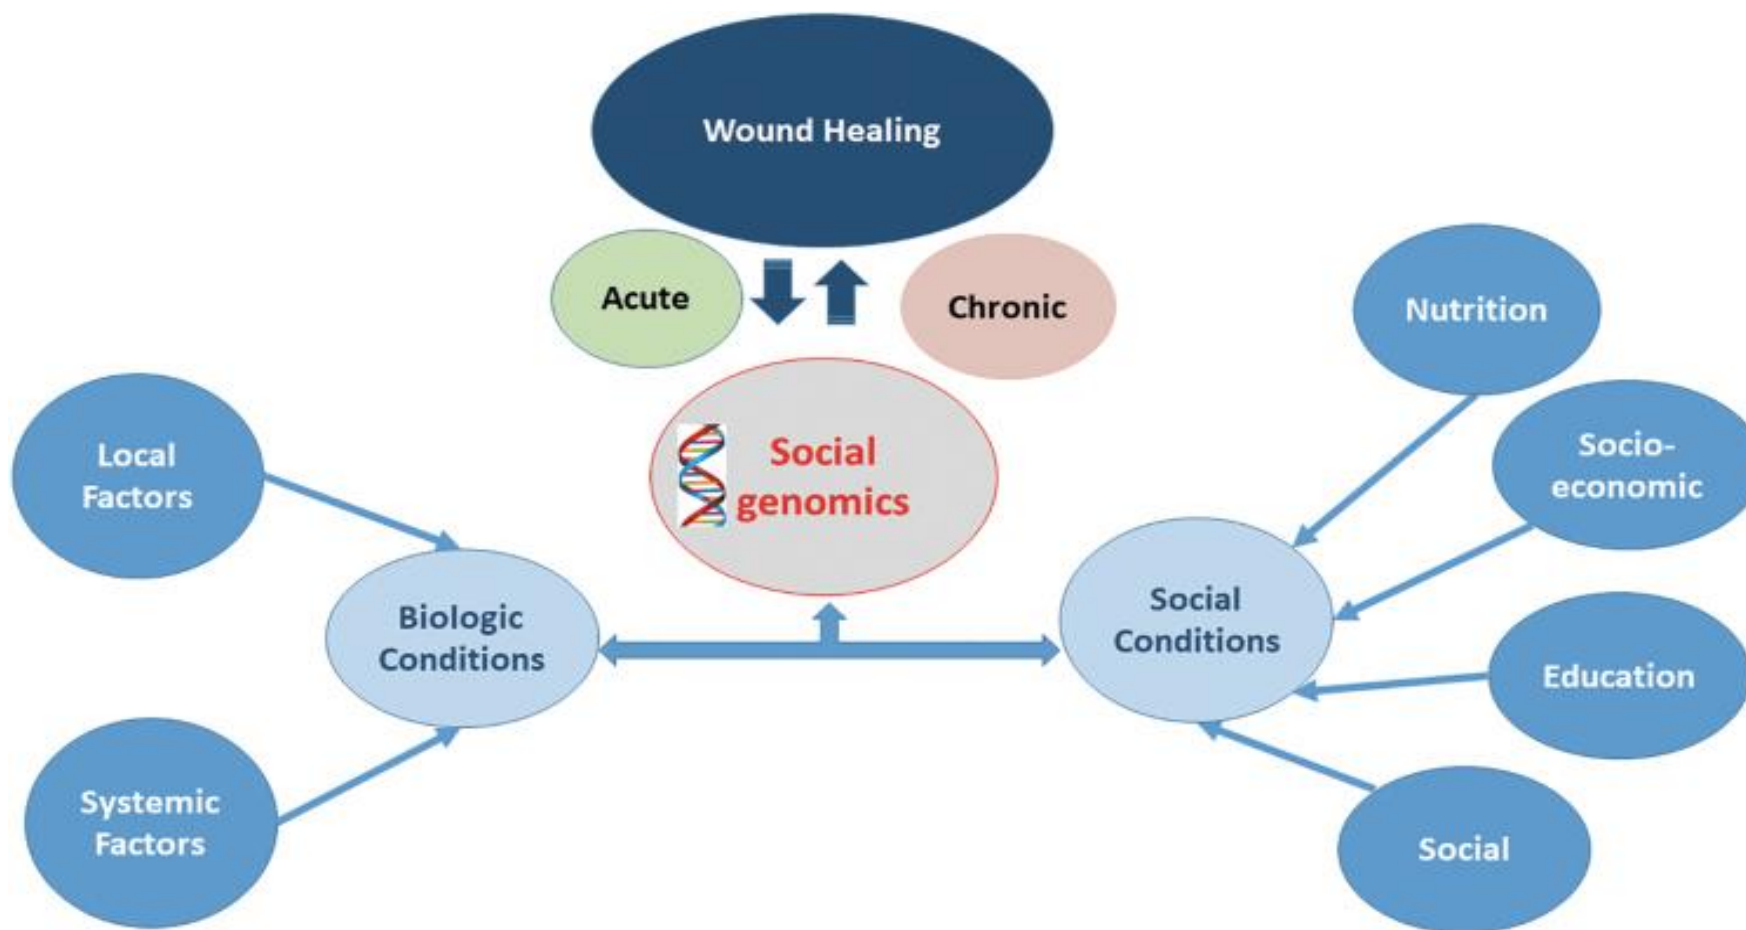 Wound Healing
Acute
Chronic
Social
genomics
Local
Factors
Biologic
Conditions
Systemic
Factors
Social
Conditions
Nutrition
Socio-
economic
Education
Social